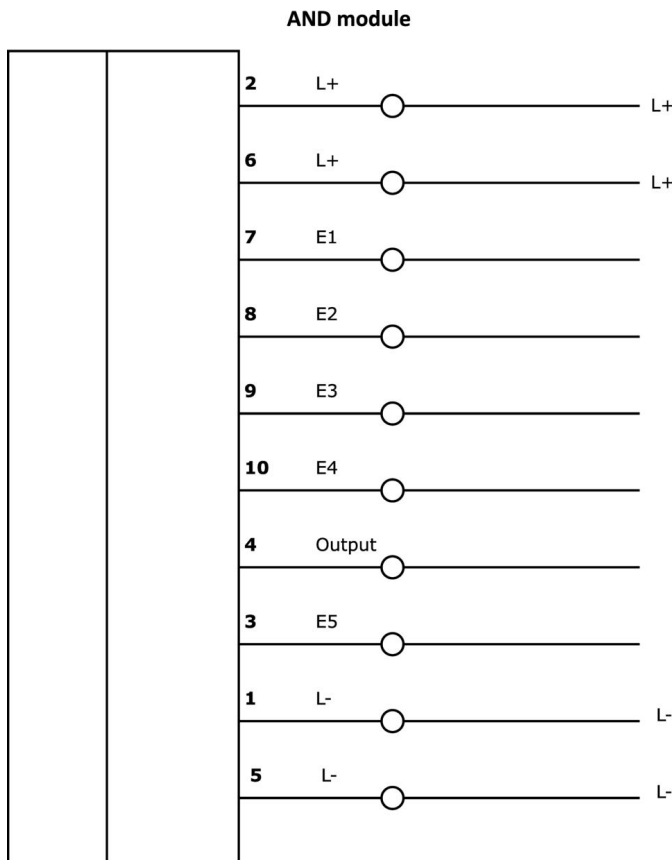 AND module
2 L+
L+
6 L+
L+
7 E1
8 E2
9 E3
10 E4
4 Output
3 E5
1 L-
L-
5 L-
L-